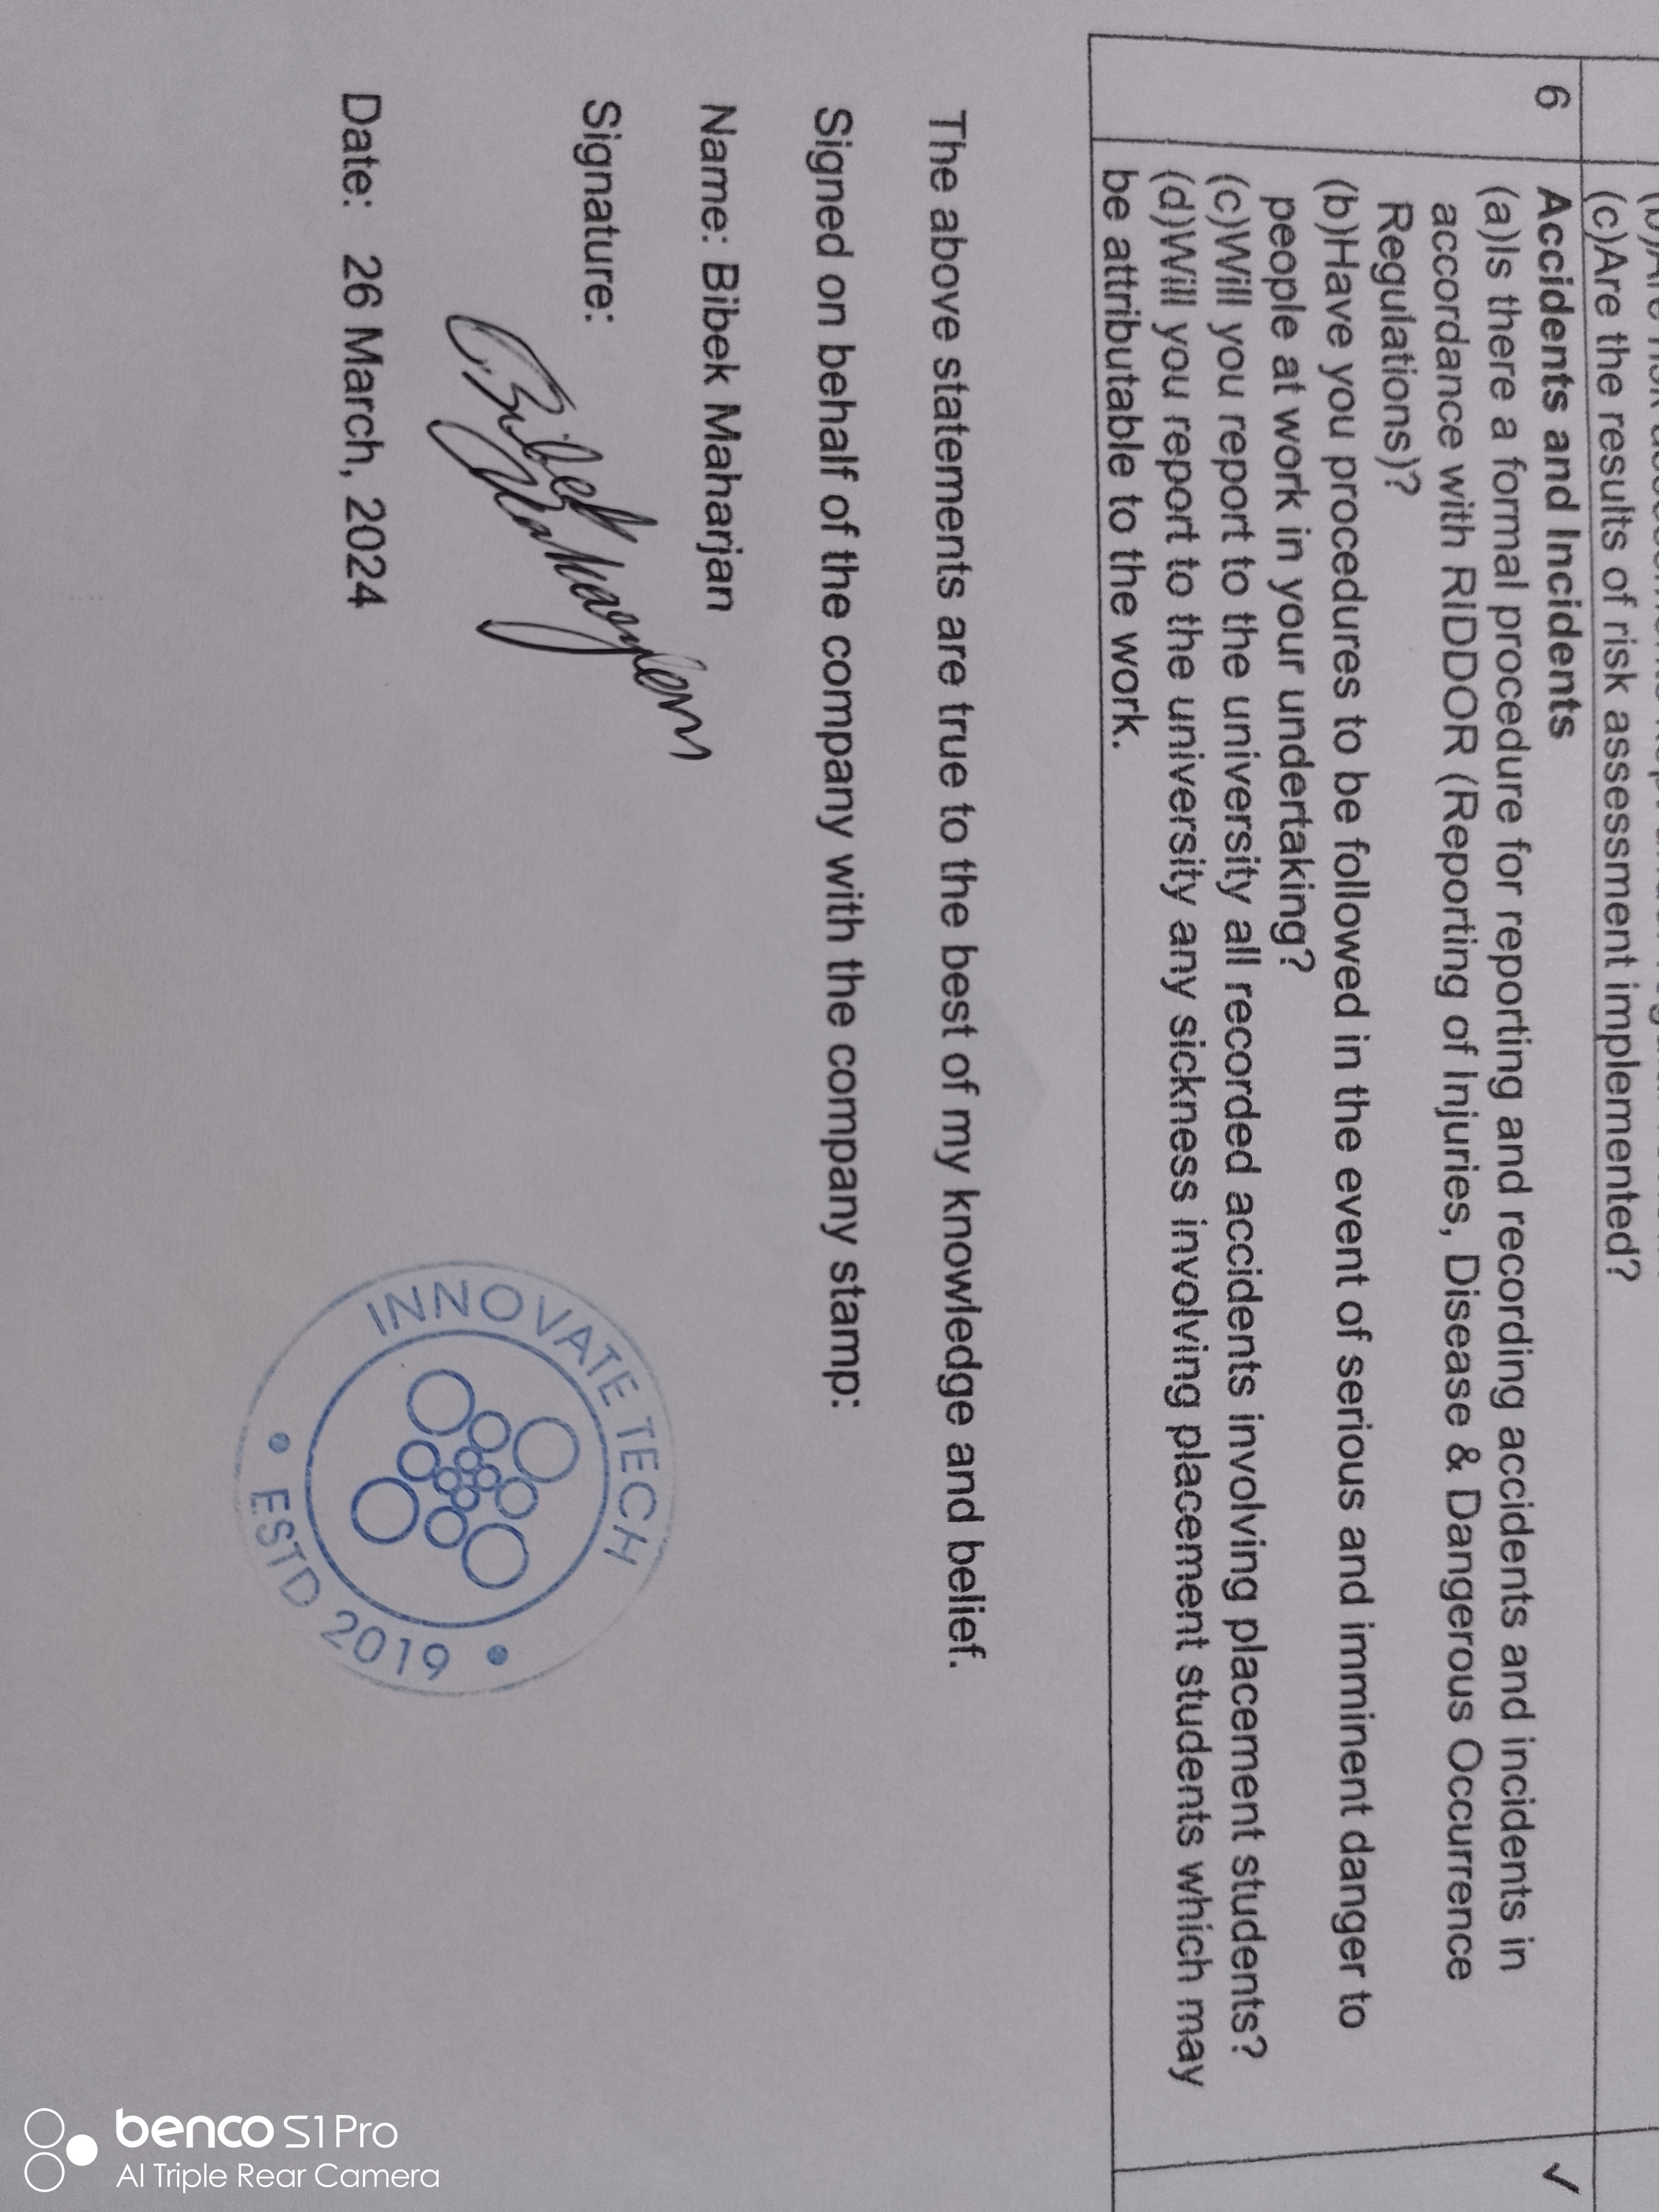 (c)Are the results of risk assessment implemented?
6 Accidents and Incidents ✓
(a)Is there a formal procedure for reporting and recording accidents and incidents in
accordance with RIDDOR (Reporting of Injuries, Disease & Dangerous Occurrence
Regulations)?
(b)Have you procedures to be followed in the event of serious and imminent danger to
people at work in your undertaking?
(c)Will you report to the university all recorded accidents involving placement students?
(d)Will you report to the university any sickness involving placement students which may
be attributable to the work.
The above statements are true to the best of my knowledge and belief.
Signed on behalf of the company with the company stamp:
Name: Bibek Maharjan
Signature: Bibek Maharjan
Date: 26 March, 2024
INNOVATE TECH
• ESTD 2019 •
benco S1 Pro
AI Triple Rear Camera